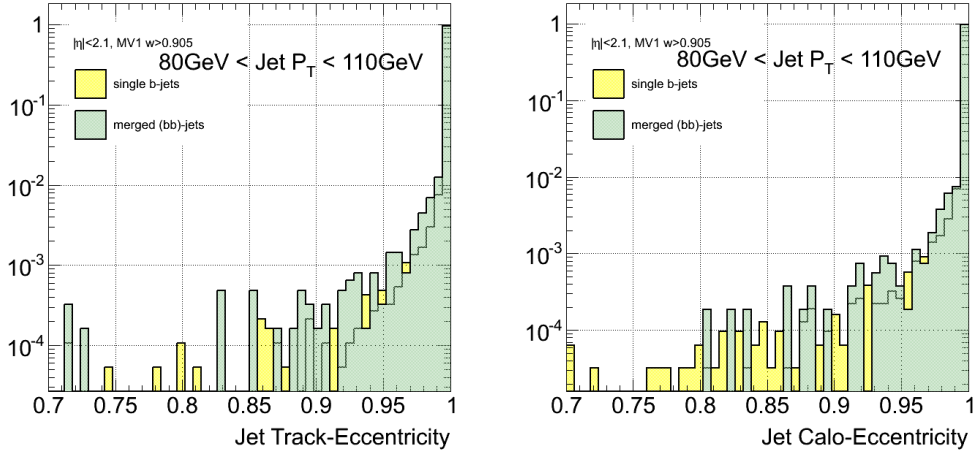 1
10⁻¹
10⁻²
10⁻³
10⁻⁴
|η|<2.1, MV1 w>0.905
80GeV < Jet P_T < 110GeV
single b-jets
merged (bb)-jets
0.7 0.75 0.8 0.85 0.9 0.95 1
Jet Track-Eccentricity
1
10⁻¹
10⁻²
10⁻³
10⁻⁴
|η|<2.1, MV1 w>0.905
80GeV < Jet P_T < 110GeV
single b-jets
merged (bb)-jets
0.7 0.75 0.8 0.85 0.9 0.95 1
Jet Calo-Eccentricity